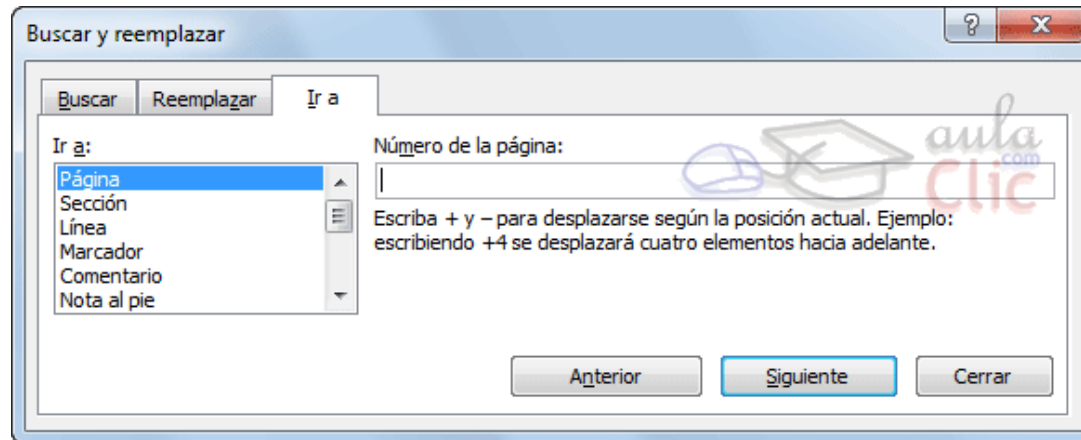 Buscar y reemplazar
Buscar
Reemplazar
Ir a
Ir a:
Página
Sección
Línea
Marcador
Comentario
Nota al pie
Número de la página:
aula
.com
Clic
Escriba + y – para desplazarse según la posición actual. Ejemplo:
escribiendo +4 se desplazará cuatro elementos hacia adelante.
Anterior
Siguiente
Cerrar